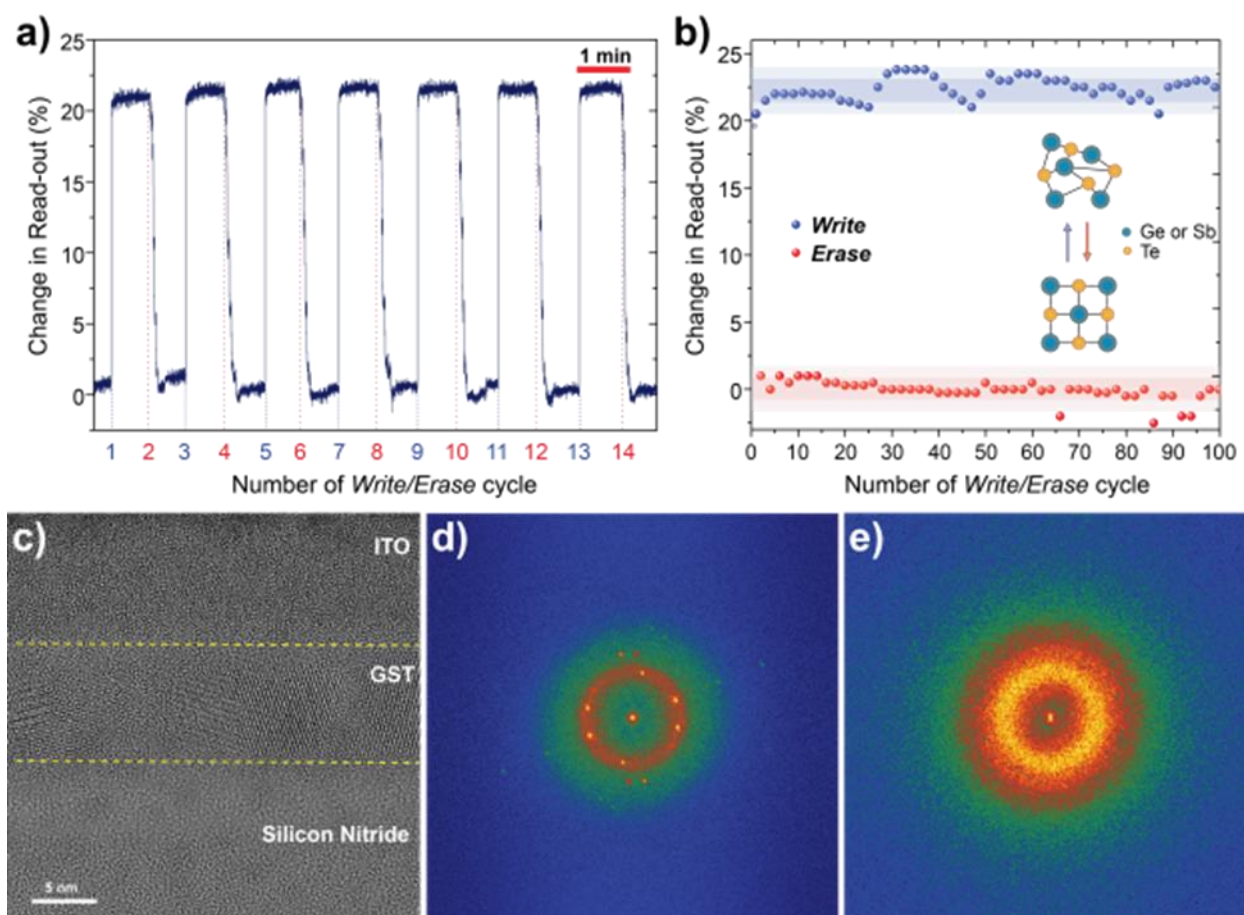 a)
25
20
15
10
5
0
Change in Read-out (%)
1 min
1 2 3 4 5 6 7 8 9 10 11 12 13 14
Number of Write/Erase cycle
b)
25
20
15
10
5
0
Change in Read-out (%)
Write
Erase
Ge or Sb
Te
0 10 20 30 40 50 60 70 80 90 100
Number of Write/Erase cycle
c)
ITO
GST
Silicon Nitride
5 nm
d)
e)